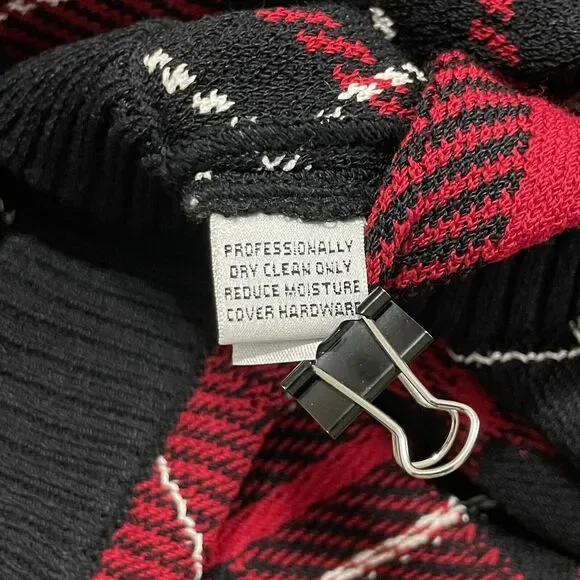 PROFESSIONALLY
DRY CLEAN ONLY
REDUCE MOISTURE
COVER HARDWARE